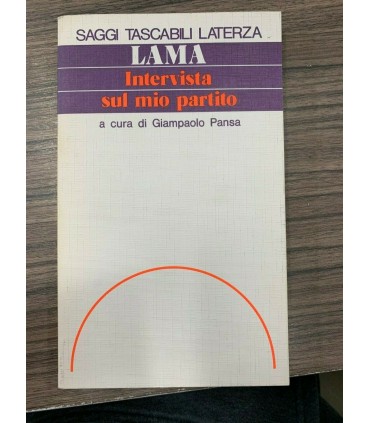 SAGGI TASCABILI LATERZA
LAMA
Intervista
sul mio partito
a cura di Giampaolo Pansa